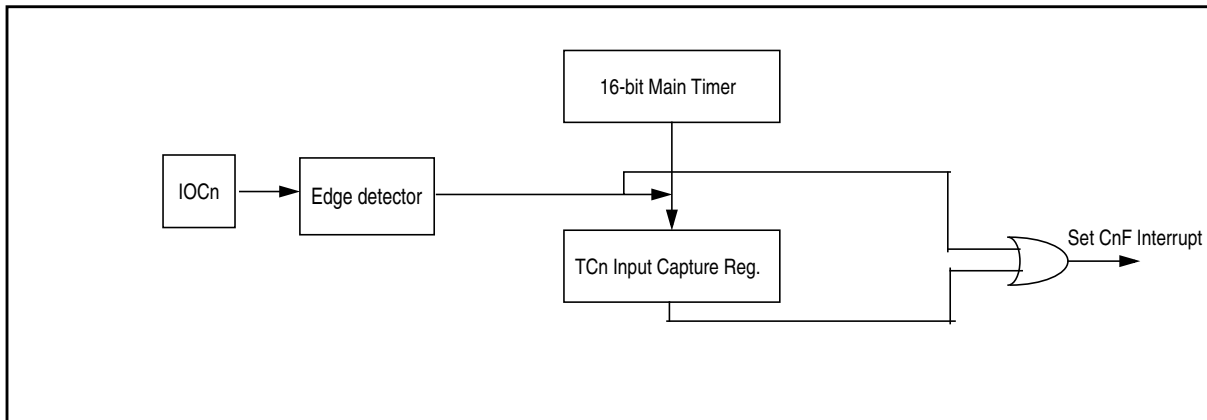 16-bit Main Timer
IOCn
Edge detector
TCn Input Capture Reg.
Set CnF Interrupt